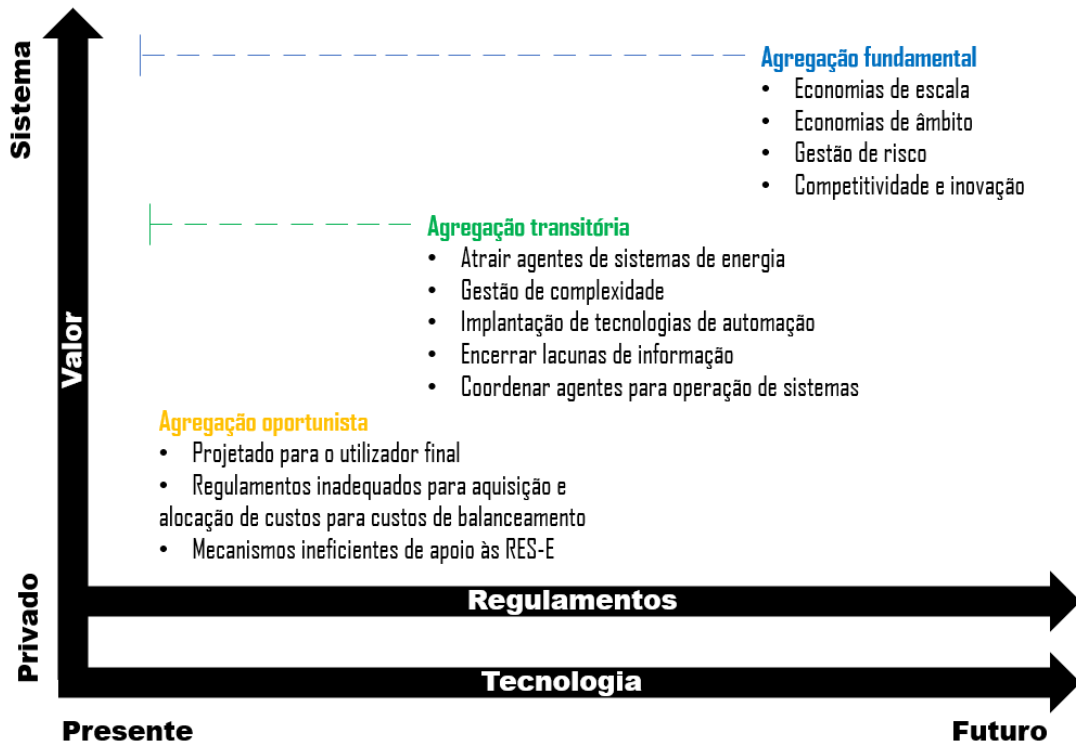 Sistema
Agregação fundamental
• Economias de escala
• Economias de âmbito
• Gestão de risco
• Competitividade e inovação
Agregação transitória
• Atrair agentes de sistemas de energia
• Gestão de complexidade
• Implantação de tecnologias de automação
• Encerrar lacunas de informação
• Coordenar agentes para operação de sistemas
Valor
Agregação oportunista
• Projetado para o utilizador final
• Regulamentos inadequados para aquisição e
alocação de custos para custos de balanceamento
• Mecanismos ineficientes de apoio às RES-E
Privado
Regulamentos
Tecnologia
Presente
Futuro